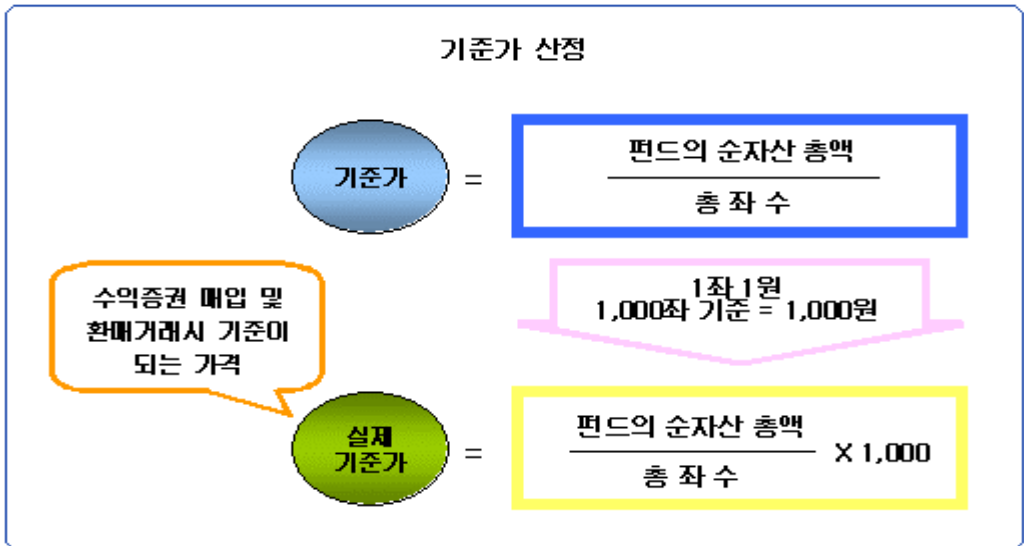 기준가 산정
기준가
=
펀드의 순자산 총액
총 좌 수
수익증권 매입 및
환매거래시 기준이
되는 가격
1좌 1원
1,000좌 기준 = 1,000원
실제
기준가
=
펀드의 순자산 총액
총 좌 수
X 1,000